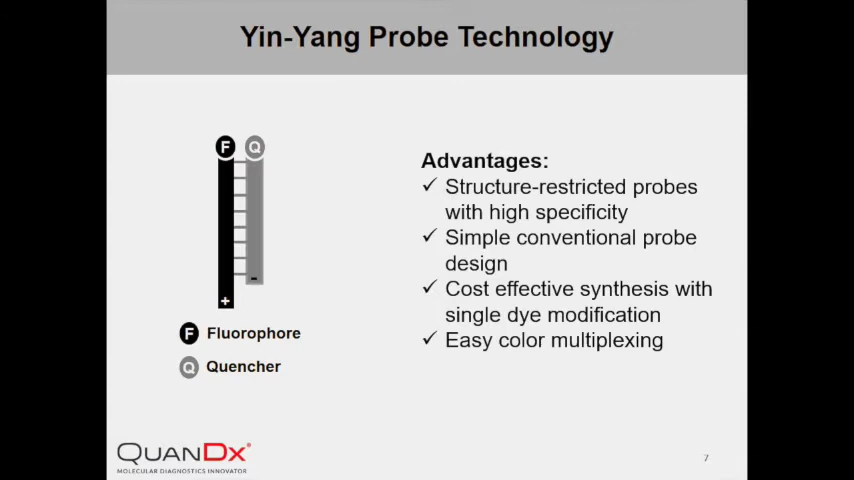 Yin-Yang Probe Technology
F Q
-
+
F Fluorophore
Q Quencher
Advantages:
✓ Structure-restricted probes
with high specificity
✓ Simple conventional probe
design
✓ Cost effective synthesis with
single dye modification
✓ Easy color multiplexing
QUANDX®
MOLECULAR DIAGNOSTICS INNOVATOR
7